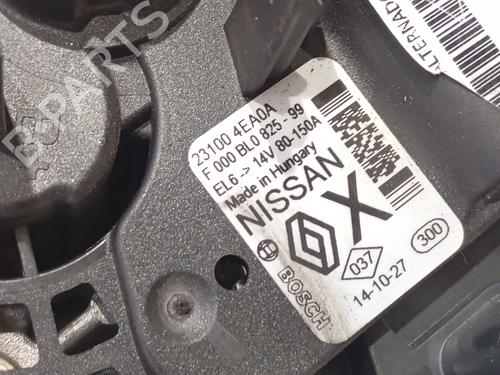 23100 4EA0A
F 000 BL0 825 - 99
EL6 -> 14V 80-150A
Made in Hungary
NISSAN
X
BOSCH
037
300
14-10-27
ALTERNAD
B-PARTS